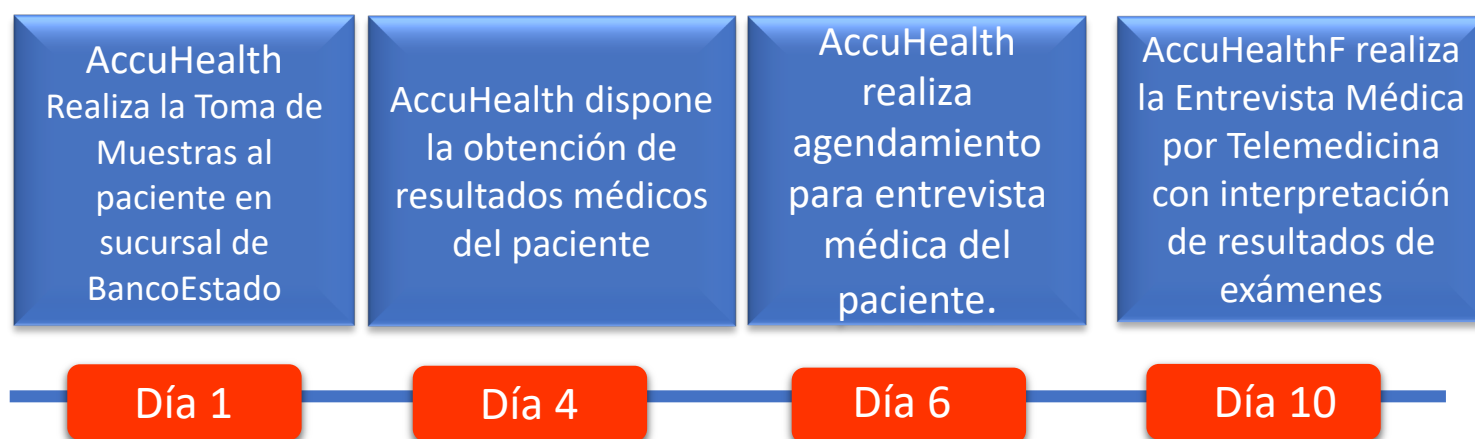 AccuHealth
Realiza la Toma de
Muestras al
paciente en
sucursal de
BancoEstado
AccuHealth dispone
la obtención de
resultados médicos
del paciente
AccuHealth
realiza
agendamiento
para entrevista
médica del
paciente.
AccuHealthF realiza
la Entrevista Médica
por Telemedicina
con interpretación
de resultados de
exámenes
Día 1
Día 4
Día 6
Día 10